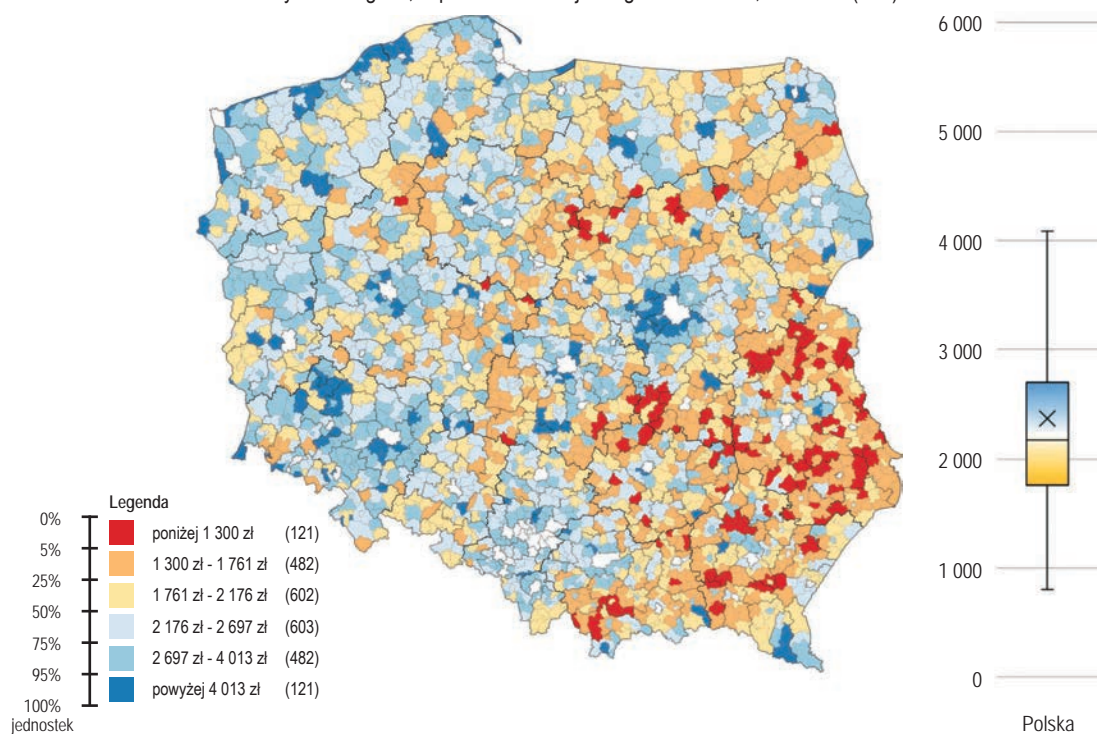 6 000
5 000
4 000
3 000
2 000
1 000
0
Polska
Legenda
0%
5%
25%
50%
75%
95%
100%
jednostek
poniżej 1 300 zł (121)
1 300 zł - 1 761 zł (482)
1 761 zł - 2 176 zł (602)
2 176 zł - 2 697 zł (603)
2 697 zł - 4 013 zł (482)
powyżej 4 013 zł (121)